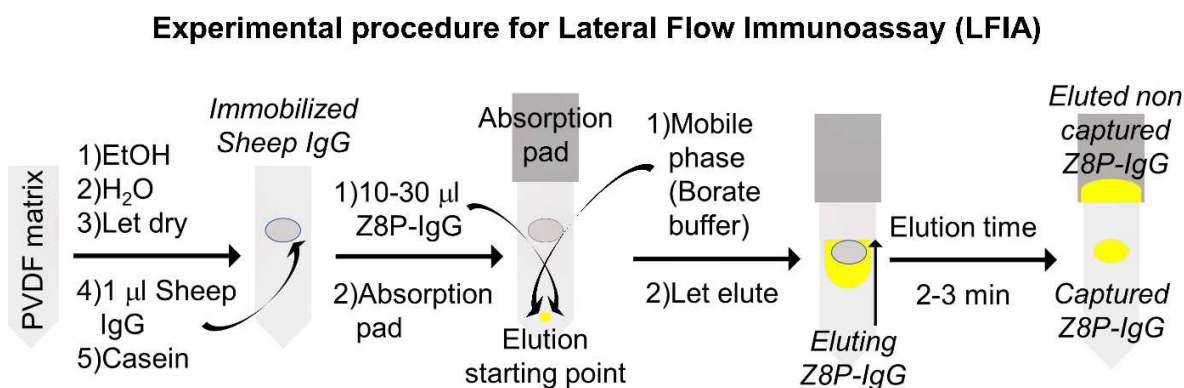 Experimental procedure for Lateral Flow Immunoassay (LFIA)
PVDF matrix
1)EtOH
2)H₂O
3)Let dry
4)1 µl Sheep
IgG
5)Casein
Immobilized
Sheep IgG
1)10-30 µl
Z8P-IgG
2)Absorption
pad
Absorption
pad
Elution
starting point
1)Mobile
phase
(Borate
buffer)
2)Let elute
Eluting
Z8P-IgG
Elution time
2-3 min
Eluted non
captured
Z8P-IgG
Captured
Z8P-IgG